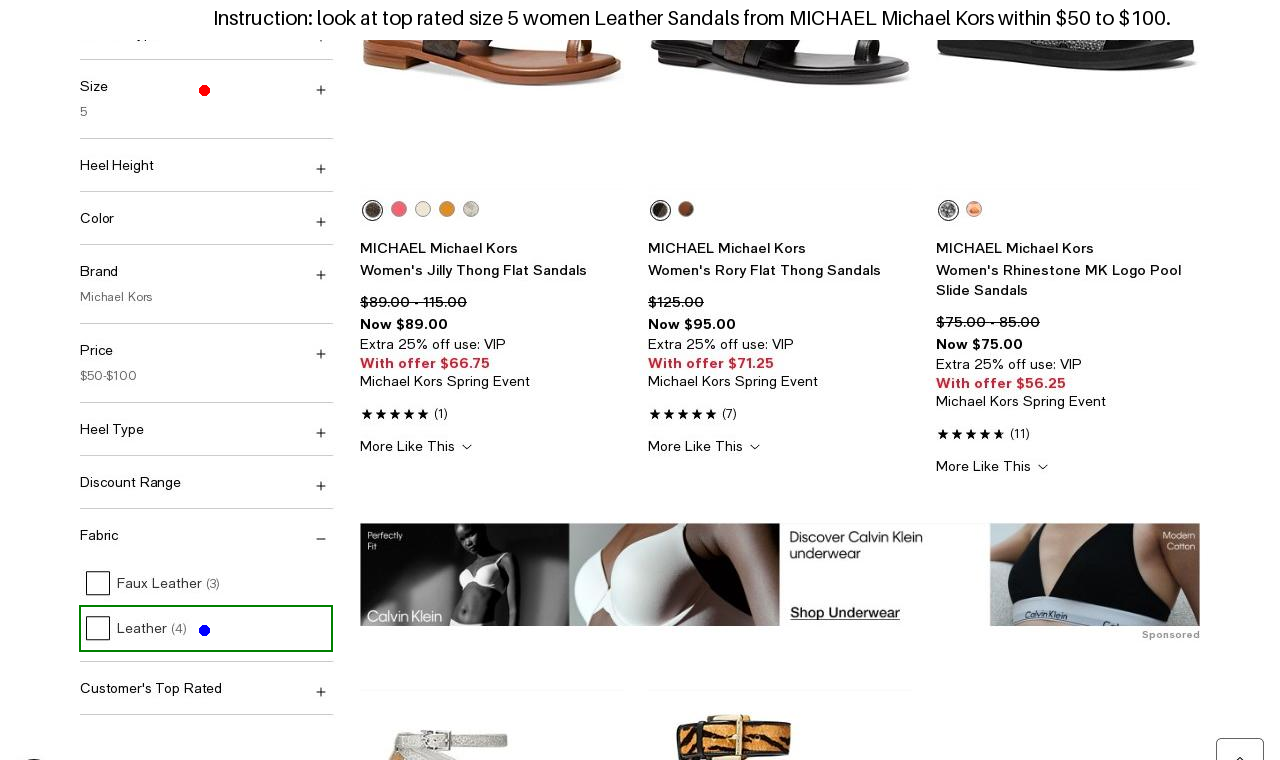 Instruction: look at top rated size 5 women Leather Sandals from MICHAEL Michael Kors within $50 to $100.
Size
5
Heel Height
Color
Brand
Michael Kors
Price
$50-$100
Heel Type
Discount Range
Fabric
Faux Leather (3)
Leather (4)
Customer's Top Rated
MICHAEL Michael Kors
Women's Jilly Thong Flat Sandals
$89.00 - 115.00
Now $89.00
Extra 25% off use: VIP
With offer $66.75
Michael Kors Spring Event
(1)
More Like This
MICHAEL Michael Kors
Women's Rory Flat Thong Sandals
$125.00
Now $95.00
Extra 25% off use: VIP
With offer $71.25
Michael Kors Spring Event
(7)
More Like This
MICHAEL Michael Kors
Women's Rhinestone MK Logo Pool
Slide Sandals
$75.00 - 85.00
Now $75.00
Extra 25% off use: VIP
With offer $56.25
Michael Kors Spring Event
(11)
More Like This
Perfectly
Fit
Calvin Klein
Discover Calvin Klein
underwear
Shop Underwear
Modern
Cotton
Calvin Klein
Sponsored